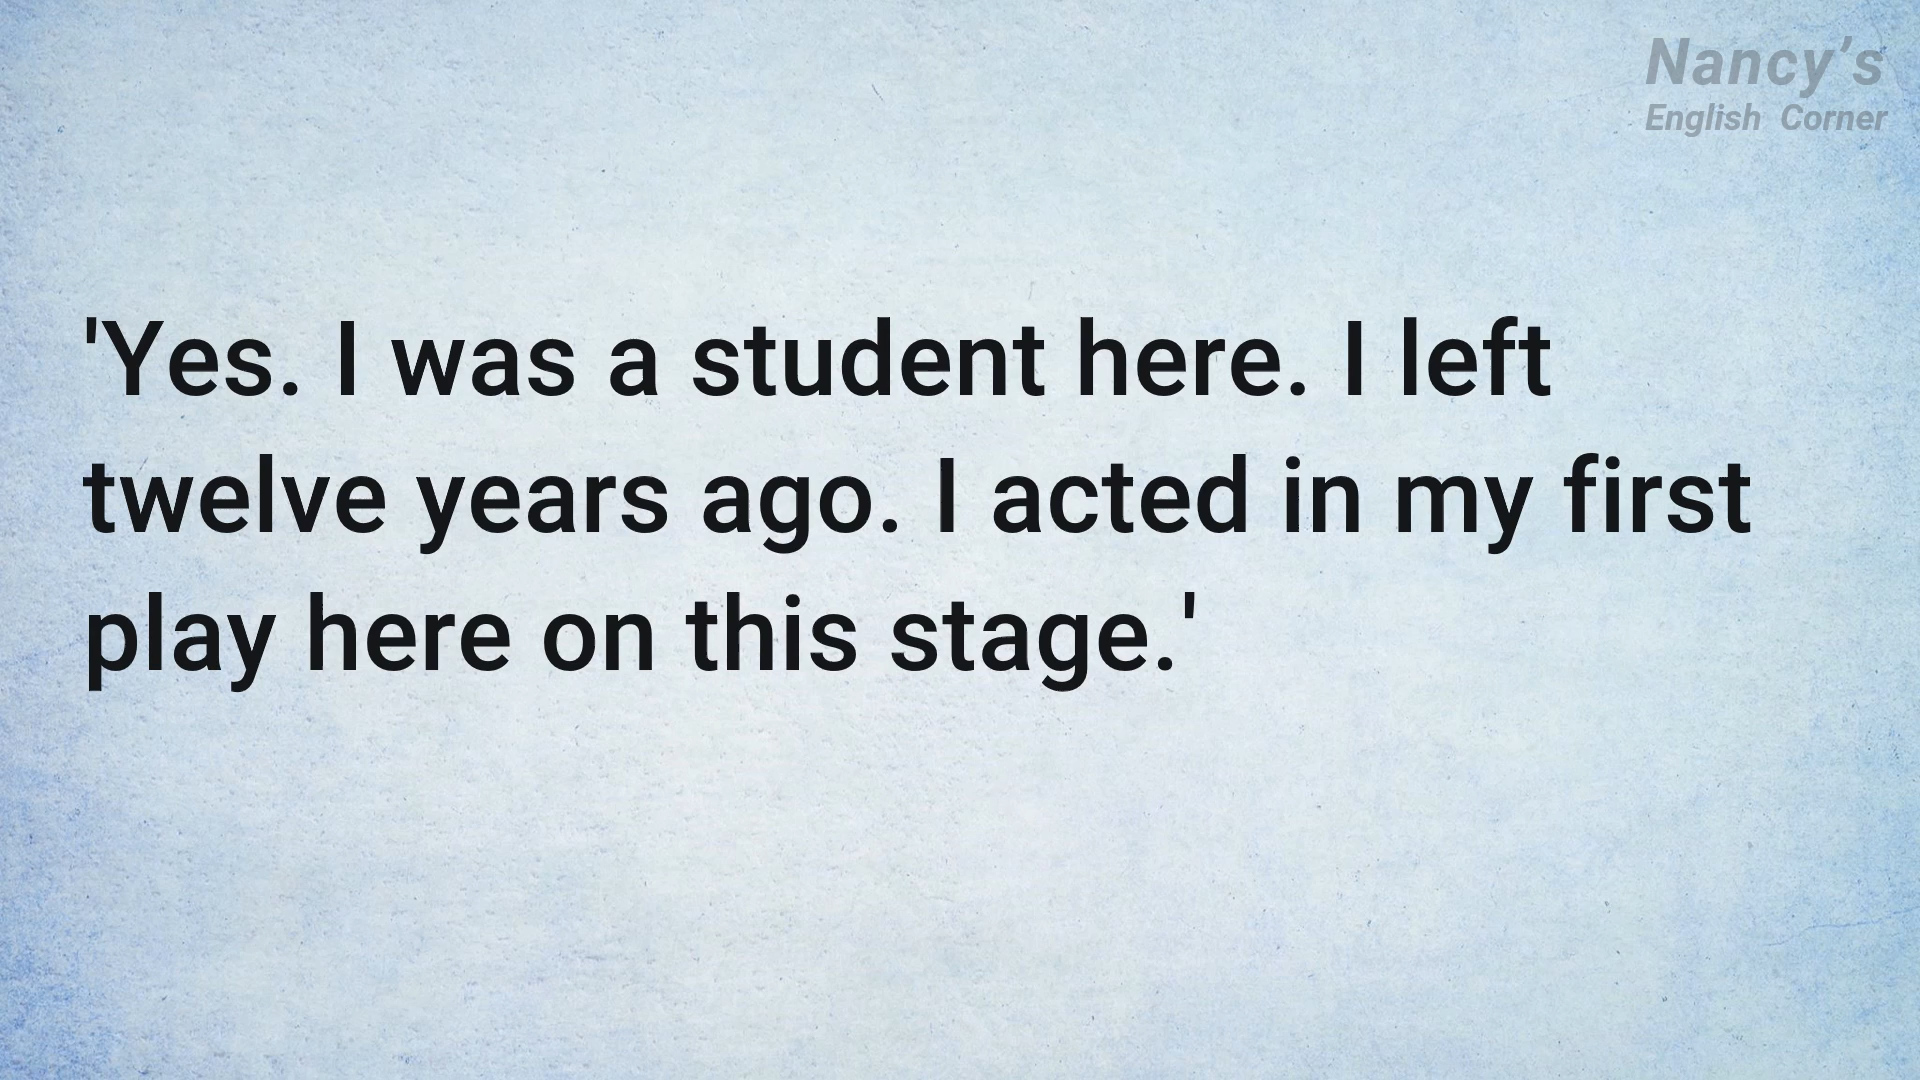 Nancy’s
English Corner
'Yes. I was a student here. I left
twelve years ago. I acted in my first
play here on this stage.'